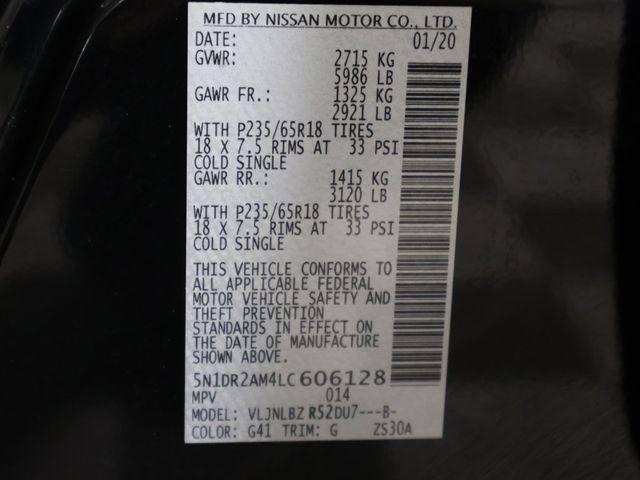 MFD BY NISSAN MOTOR CO., LTD.
DATE: 01/20
GVWR: 2715 KG
5986 LB
GAWR FR.: 1325 KG
2921 LB
WITH P235/65R18 TIRES
18 X 7.5 RIMS AT 33 PSI
COLD SINGLE
GAWR RR.: 1415 KG
3120 LB
WITH P235/65R18 TIRES
18 X 7.5 RIMS AT 33 PSI
COLD SINGLE
THIS VEHICLE CONFORMS TO
ALL APPLICABLE FEDERAL
MOTOR VEHICLE SAFETY AND
THEFT PREVENTION
STANDARDS IN EFFECT ON
THE DATE OF MANUFACTURE
SHOWN ABOVE.
5N1DR2AM4LC606128
MPV 014
MODEL: VLJNLBZ R52DU7---B-
COLOR: G41 TRIM: G ZS30A